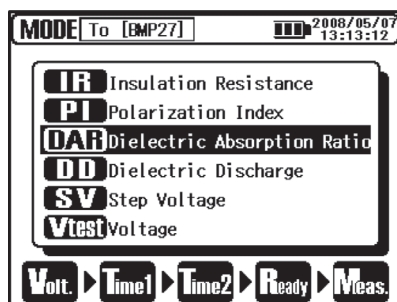 MODE To [BMP27] 2008/05/07
13:13:12
IR Insulation Resistance
PI Polarization Index
DAR Dielectric Absorption Ratio
DD Dielectric Discharge
SV Step Voltage
Vtest Voltage
Volt. Time1 Time2 Ready Meas.